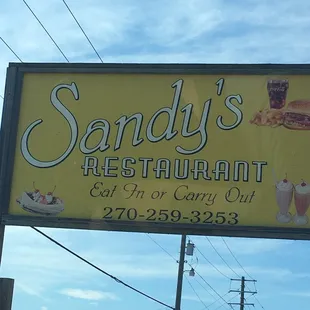 Sandy's
RESTAURANT
Eat In or Carry Out
270-259-3253